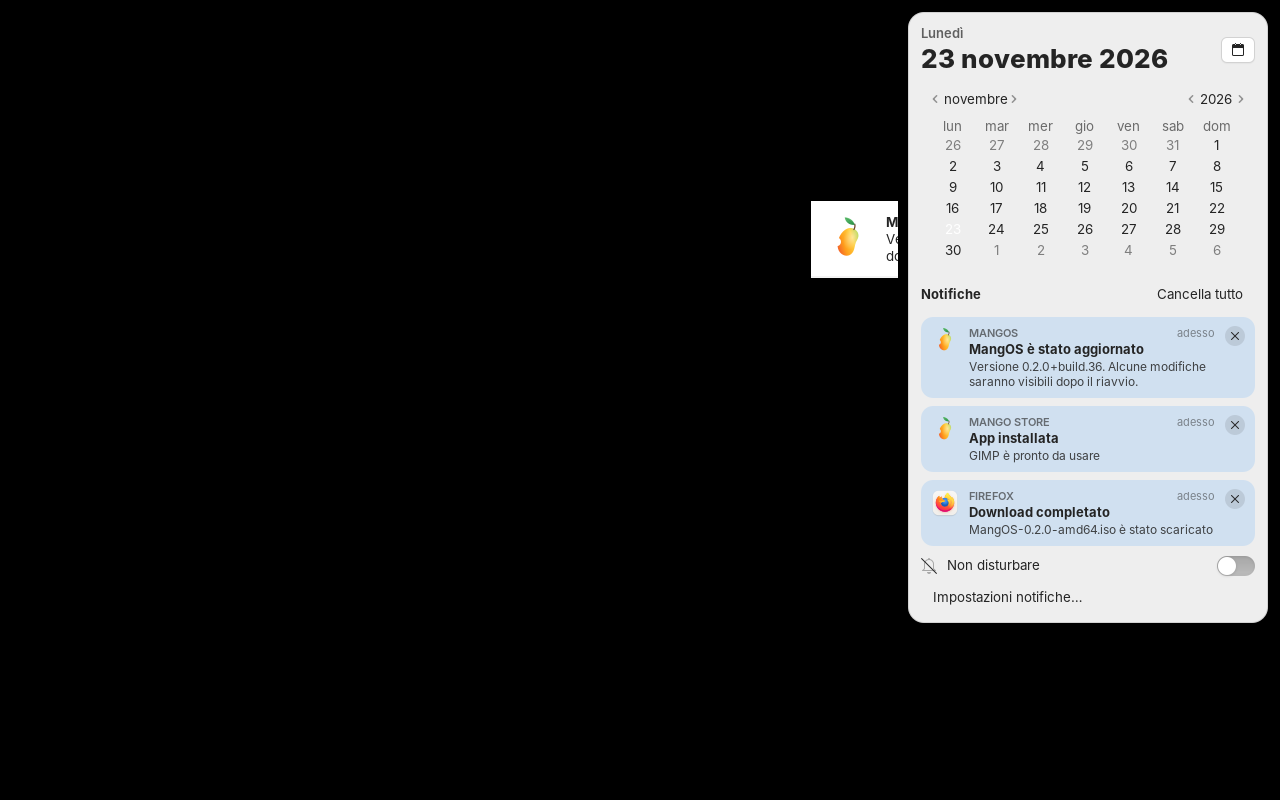 Lunedì
23 novembre 2026
novembre 2026
lun mar mer gio ven sab dom
26 27 28 29 30 31 1
2 3 4 5 6 7 8
9 10 11 12 13 14 15
16 17 18 19 20 21 22
23 24 25 26 27 28 29
30 1 2 3 4 5 6
Notifiche Cancella tutto
MANGOS adesso
MangOS è stato aggiornato
Versione 0.2.0+build.36. Alcune modifiche
saranno visibili dopo il riavvio.
MANGO STORE adesso
App installata
GIMP è pronto da usare
FIREFOX adesso
Download completato
MangOS-0.2.0-amd64.iso è stato scaricato
Non disturbare
Impostazioni notifiche...